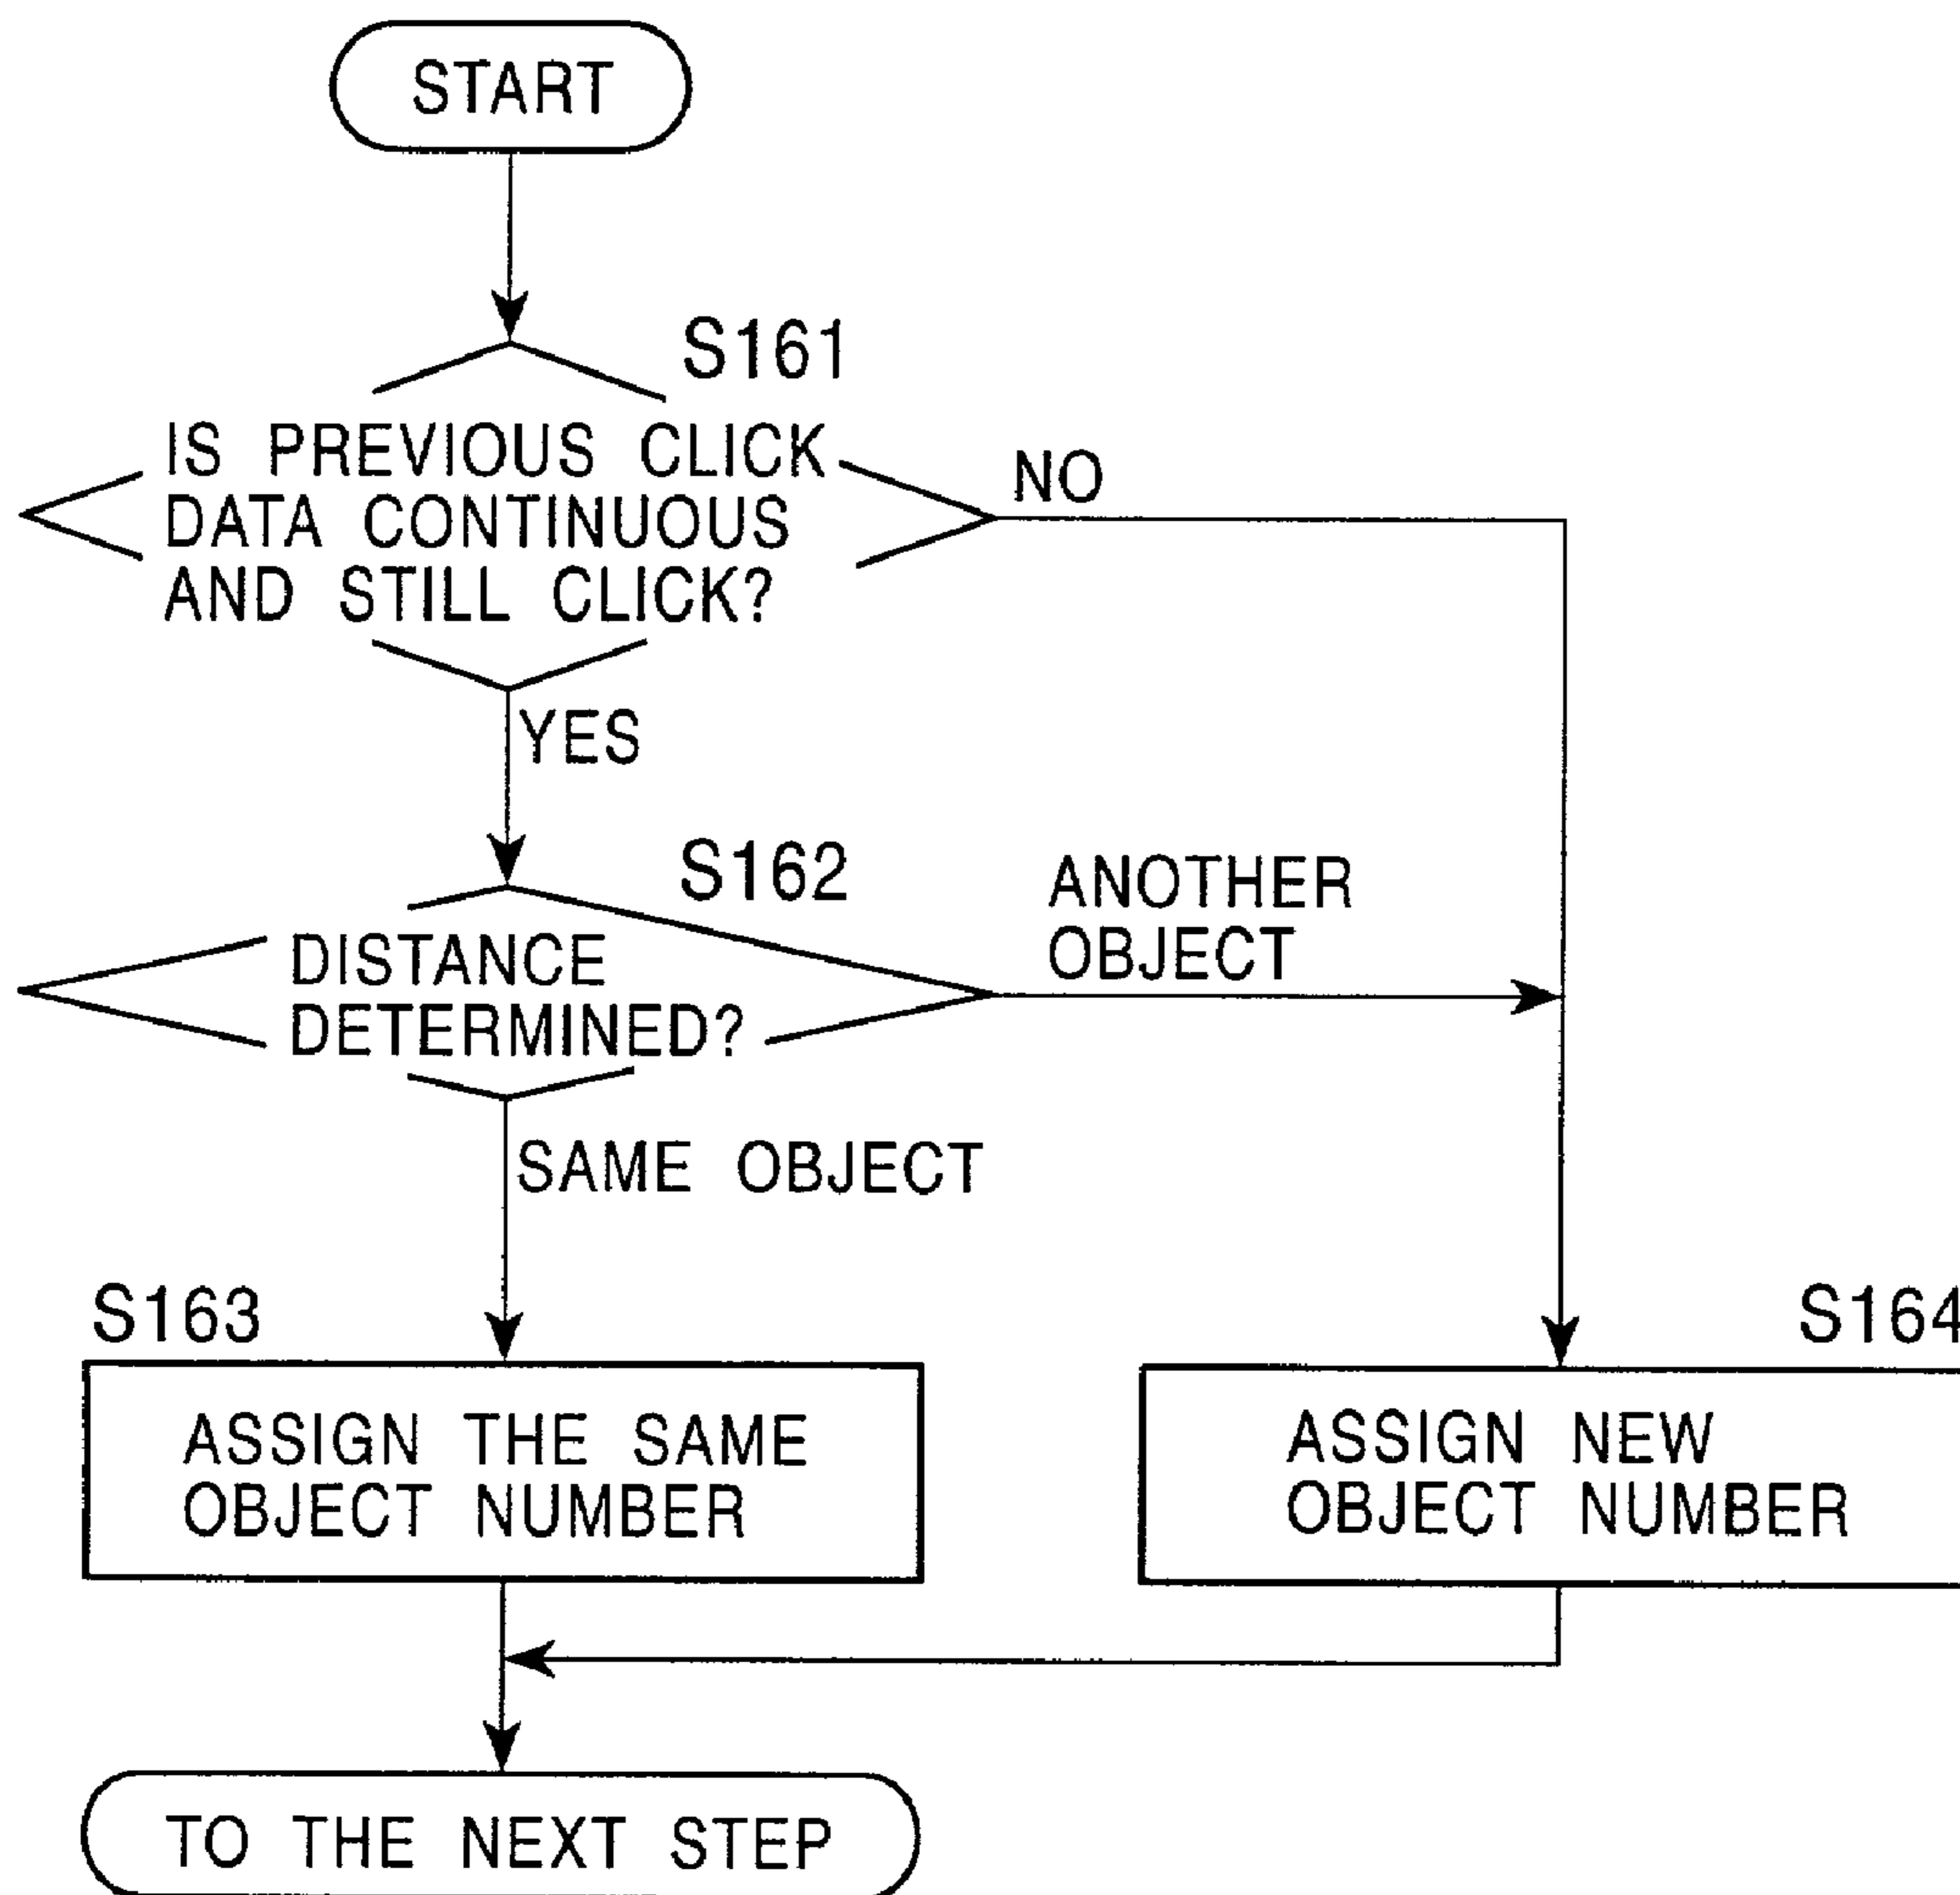 START
S161
IS PREVIOUS CLICK
DATA CONTINUOUS
AND STILL CLICK?
NO
YES
S162
DISTANCE
DETERMINED?
ANOTHER
OBJECT
SAME OBJECT
S163
ASSIGN THE SAME
OBJECT NUMBER
S164
ASSIGN NEW
OBJECT NUMBER
TO THE NEXT STEP